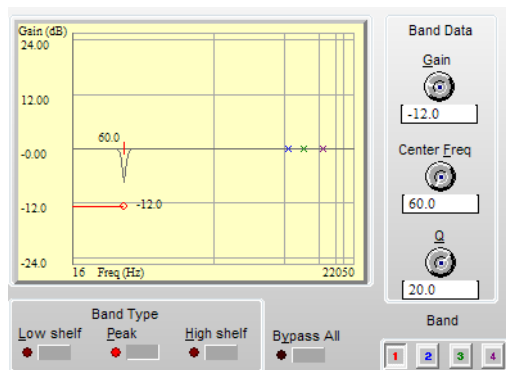 Gain (dB)
24.00
12.00
60.0
-0.00
-12.0
-12.0
-24.0
16 Freq (Hz) 22050
Band Data
Gain
-12.0
Center Freq
60.0
Q
20.0
Band Type
Low shelf Peak High shelf
Bypass All
Band
1 2 3 4